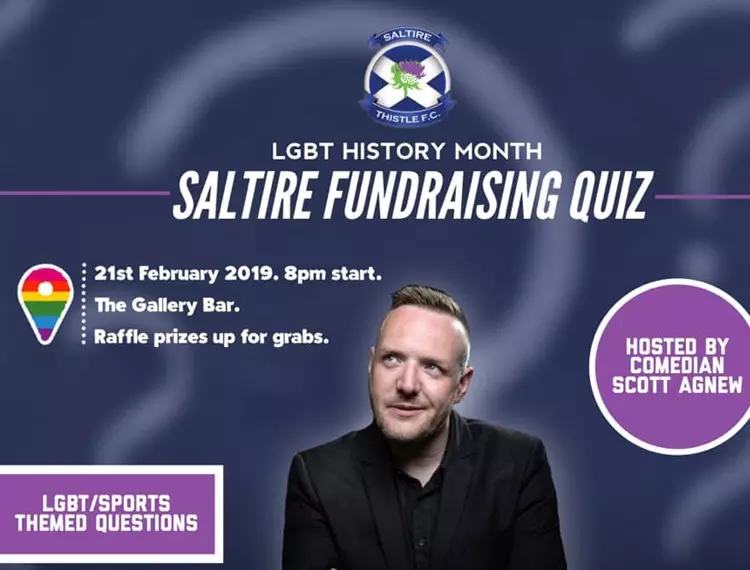 SALTIRE
THISTLE F.C.
LGBT HISTORY MONTH
SALTIRE FUNDRAISING QUIZ
21st February 2019. 8pm start.
The Gallery Bar.
Raffle prizes up for grabs.
HOSTED BY
COMEDIAN
SCOTT AGNEW
LGBT/SPORTS
THEMED QUESTIONS